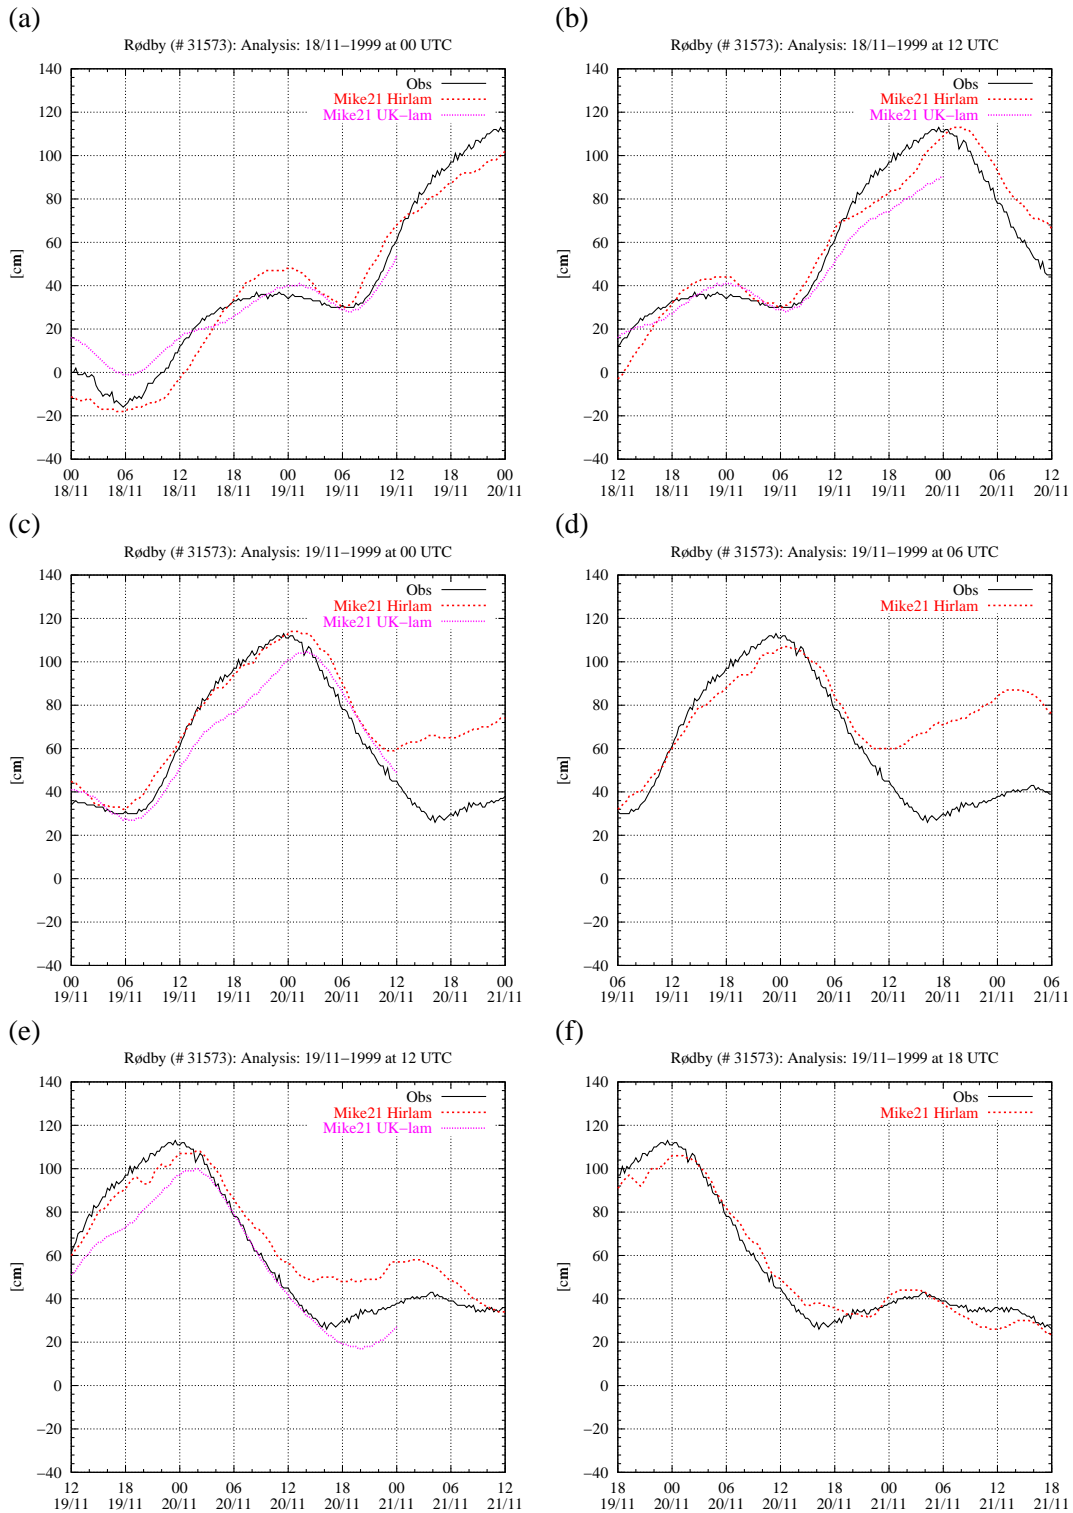 (a)
Rødby (# 31573): Analysis: 18/11–1999 at 00 UTC
140
120
100
80
60
40
20
0
−20
−40
[cm]
Obs
Mike21 Hirlam
Mike21 UK−lam
00 06 12 18 00 06 12 18 00
18/11 18/11 18/11 18/11 19/11 19/11 19/11 19/11 20/11
(b)
Rødby (# 31573): Analysis: 18/11–1999 at 12 UTC
140
120
100
80
60
40
20
0
−20
−40
[cm]
Obs
Mike21 Hirlam
Mike21 UK−lam
12 18 00 06 12 18 00 06 12
18/11 18/11 19/11 19/11 19/11 19/11 20/11 20/11 20/11
(c)
Rødby (# 31573): Analysis: 19/11–1999 at 00 UTC
140
120
100
80
60
40
20
0
−20
−40
[cm]
Obs
Mike21 Hirlam
Mike21 UK−lam
00 06 12 18 00 06 12 18 00
19/11 19/11 19/11 19/11 20/11 20/11 20/11 20/11 21/11
(d)
Rødby (# 31573): Analysis: 19/11–1999 at 06 UTC
140
120
100
80
60
40
20
0
−20
−40
[cm]
Obs
Mike21 Hirlam
06 12 18 00 06 12 18 00 06
19/11 19/11 19/11 20/11 20/11 20/11 20/11 21/11 21/11
(e)
Rødby (# 31573): Analysis: 19/11–1999 at 12 UTC
140
120
100
80
60
40
20
0
−20
−40
[cm]
Obs
Mike21 Hirlam
Mike21 UK−lam
12 18 00 06 12 18 00 06 12
19/11 19/11 20/11 20/11 20/11 20/11 21/11 21/11 21/11
(f)
Rødby (# 31573): Analysis: 19/11–1999 at 18 UTC
140
120
100
80
60
40
20
0
−20
−40
[cm]
Obs
Mike21 Hirlam
18 00 06 12 18 00 06 12 18
19/11 20/11 20/11 20/11 20/11 21/11 21/11 21/11 21/11